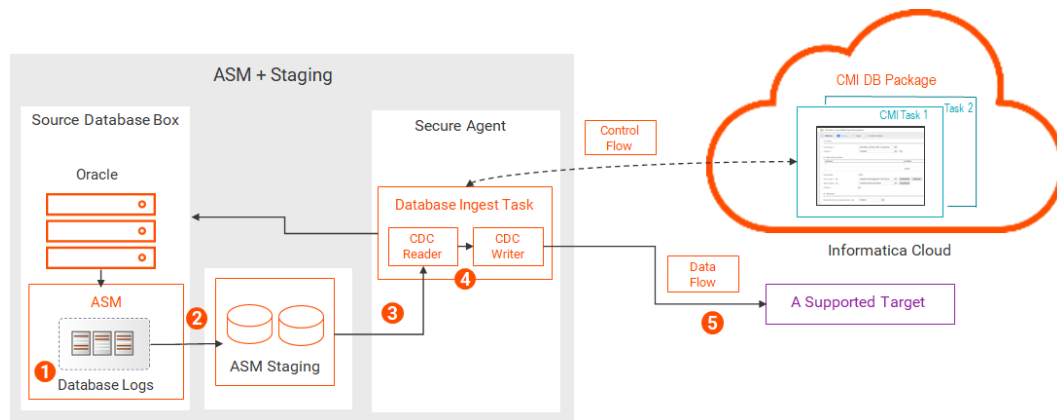 ASM + Staging
Source Database Box
Oracle
ASM
1
Database Logs
2
ASM Staging
3
Secure Agent
Database Ingest Task
CDC
Reader
CDC
Writer
4
Control
Flow
Data
Flow
5
CMI DB Package
Task 2
CMI Task 1
Informatica Cloud
A Supported Target